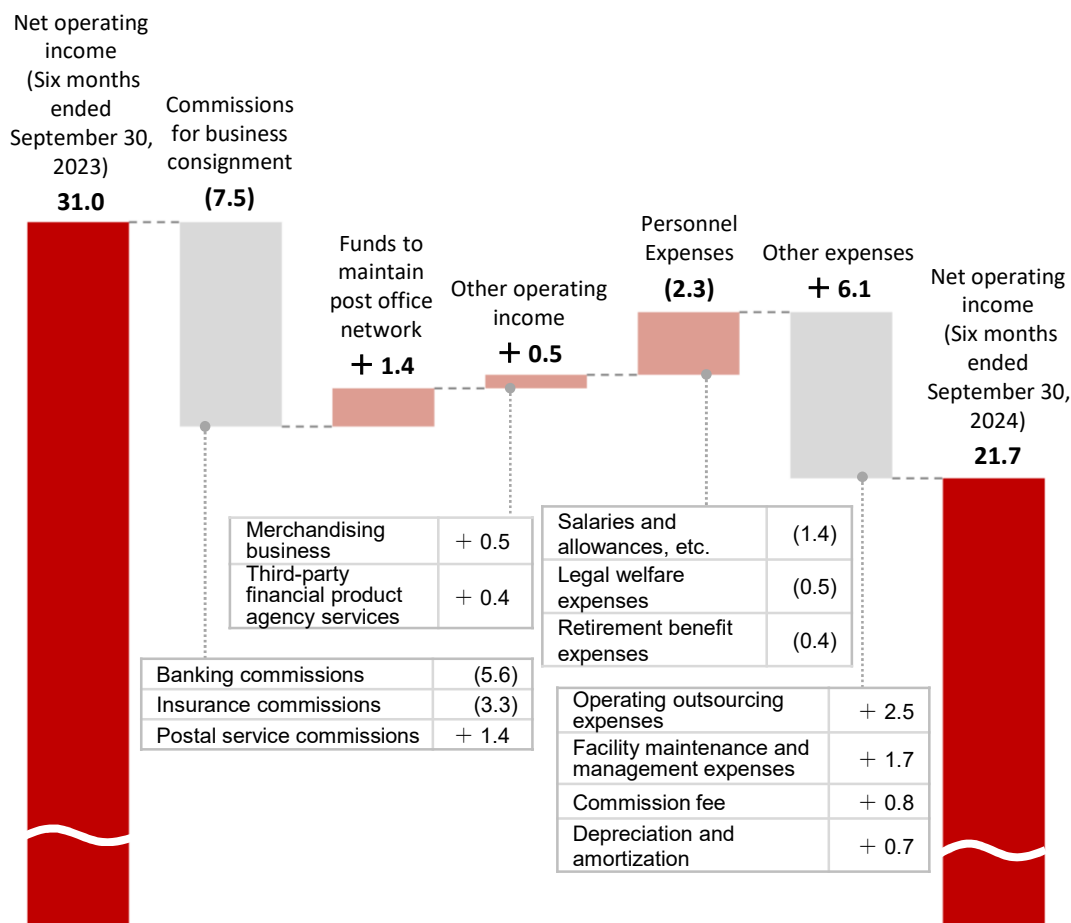 Net operating
income
(Six months
ended
September 30,
2023)
31.0
Commissions
for business
consignment
(7.5)
Funds to
maintain
post office
network
+ 1.4
Other operating
income
+ 0.5
Personnel
Expenses
(2.3)
Other expenses
+ 6.1
Net operating
income
(Six months
ended
September 30,
2024)
21.7
Merchandising
business
+ 0.5
Third-party
financial product
agency services
+ 0.4
Salaries and
allowances, etc.
(1.4)
Legal welfare
expenses
(0.5)
Retirement benefit
expenses
(0.4)
Banking commissions (5.6)
Insurance commissions (3.3)
Postal service commissions + 1.4
Operating outsourcing
expenses
+ 2.5
Facility maintenance and
management expenses
+ 1.7
Commission fee + 0.8
Depreciation and
amortization
+ 0.7